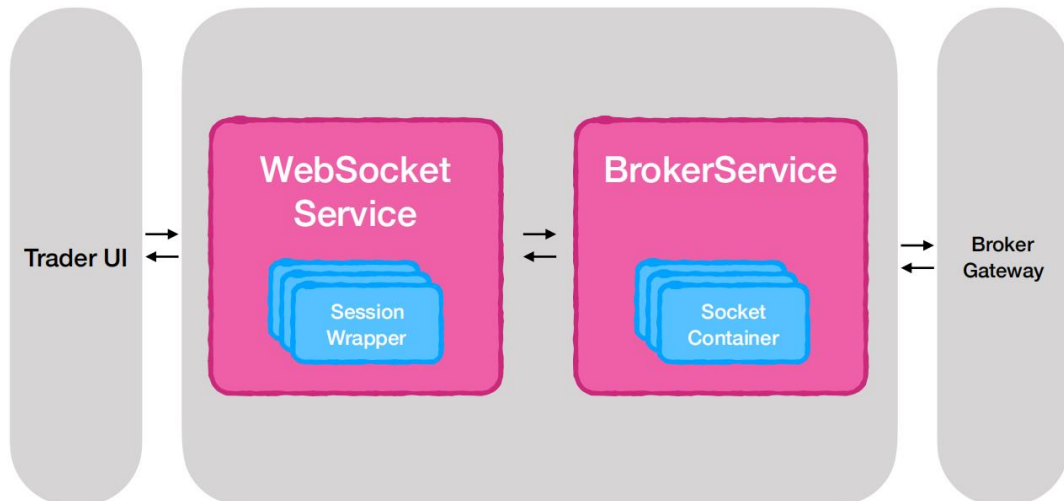 Trader UI
WebSocket
Service
Session
Wrapper
BrokerService
Socket
Container
Broker
Gateway